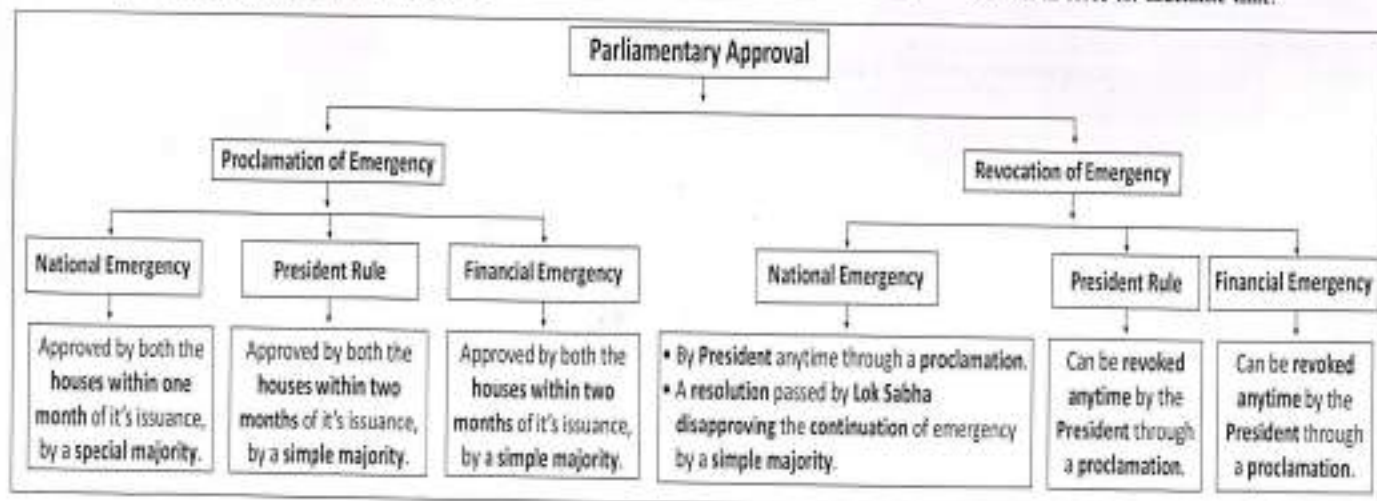 for indefinite time.
Parliamentary Approval
Proclamation of Emergency
Revocation of Emergency
National Emergency
President Rule
Financial Emergency
National Emergency
President Rule
Financial Emergency
Approved by both the
houses within one
month of it's issuance,
by a special majority.
Approved by both the
houses within two
months of it's issuance,
by a simple majority.
Approved by both the
houses within two
months of it's issuance,
by a simple majority.
• By President anytime through a proclamation.
• A resolution passed by Lok Sabha
disapproving the continuation of emergency
by a simple majority.
Can be revoked
anytime by the
President through
a proclamation.
Can be revoked
anytime by the
President through
a proclamation.